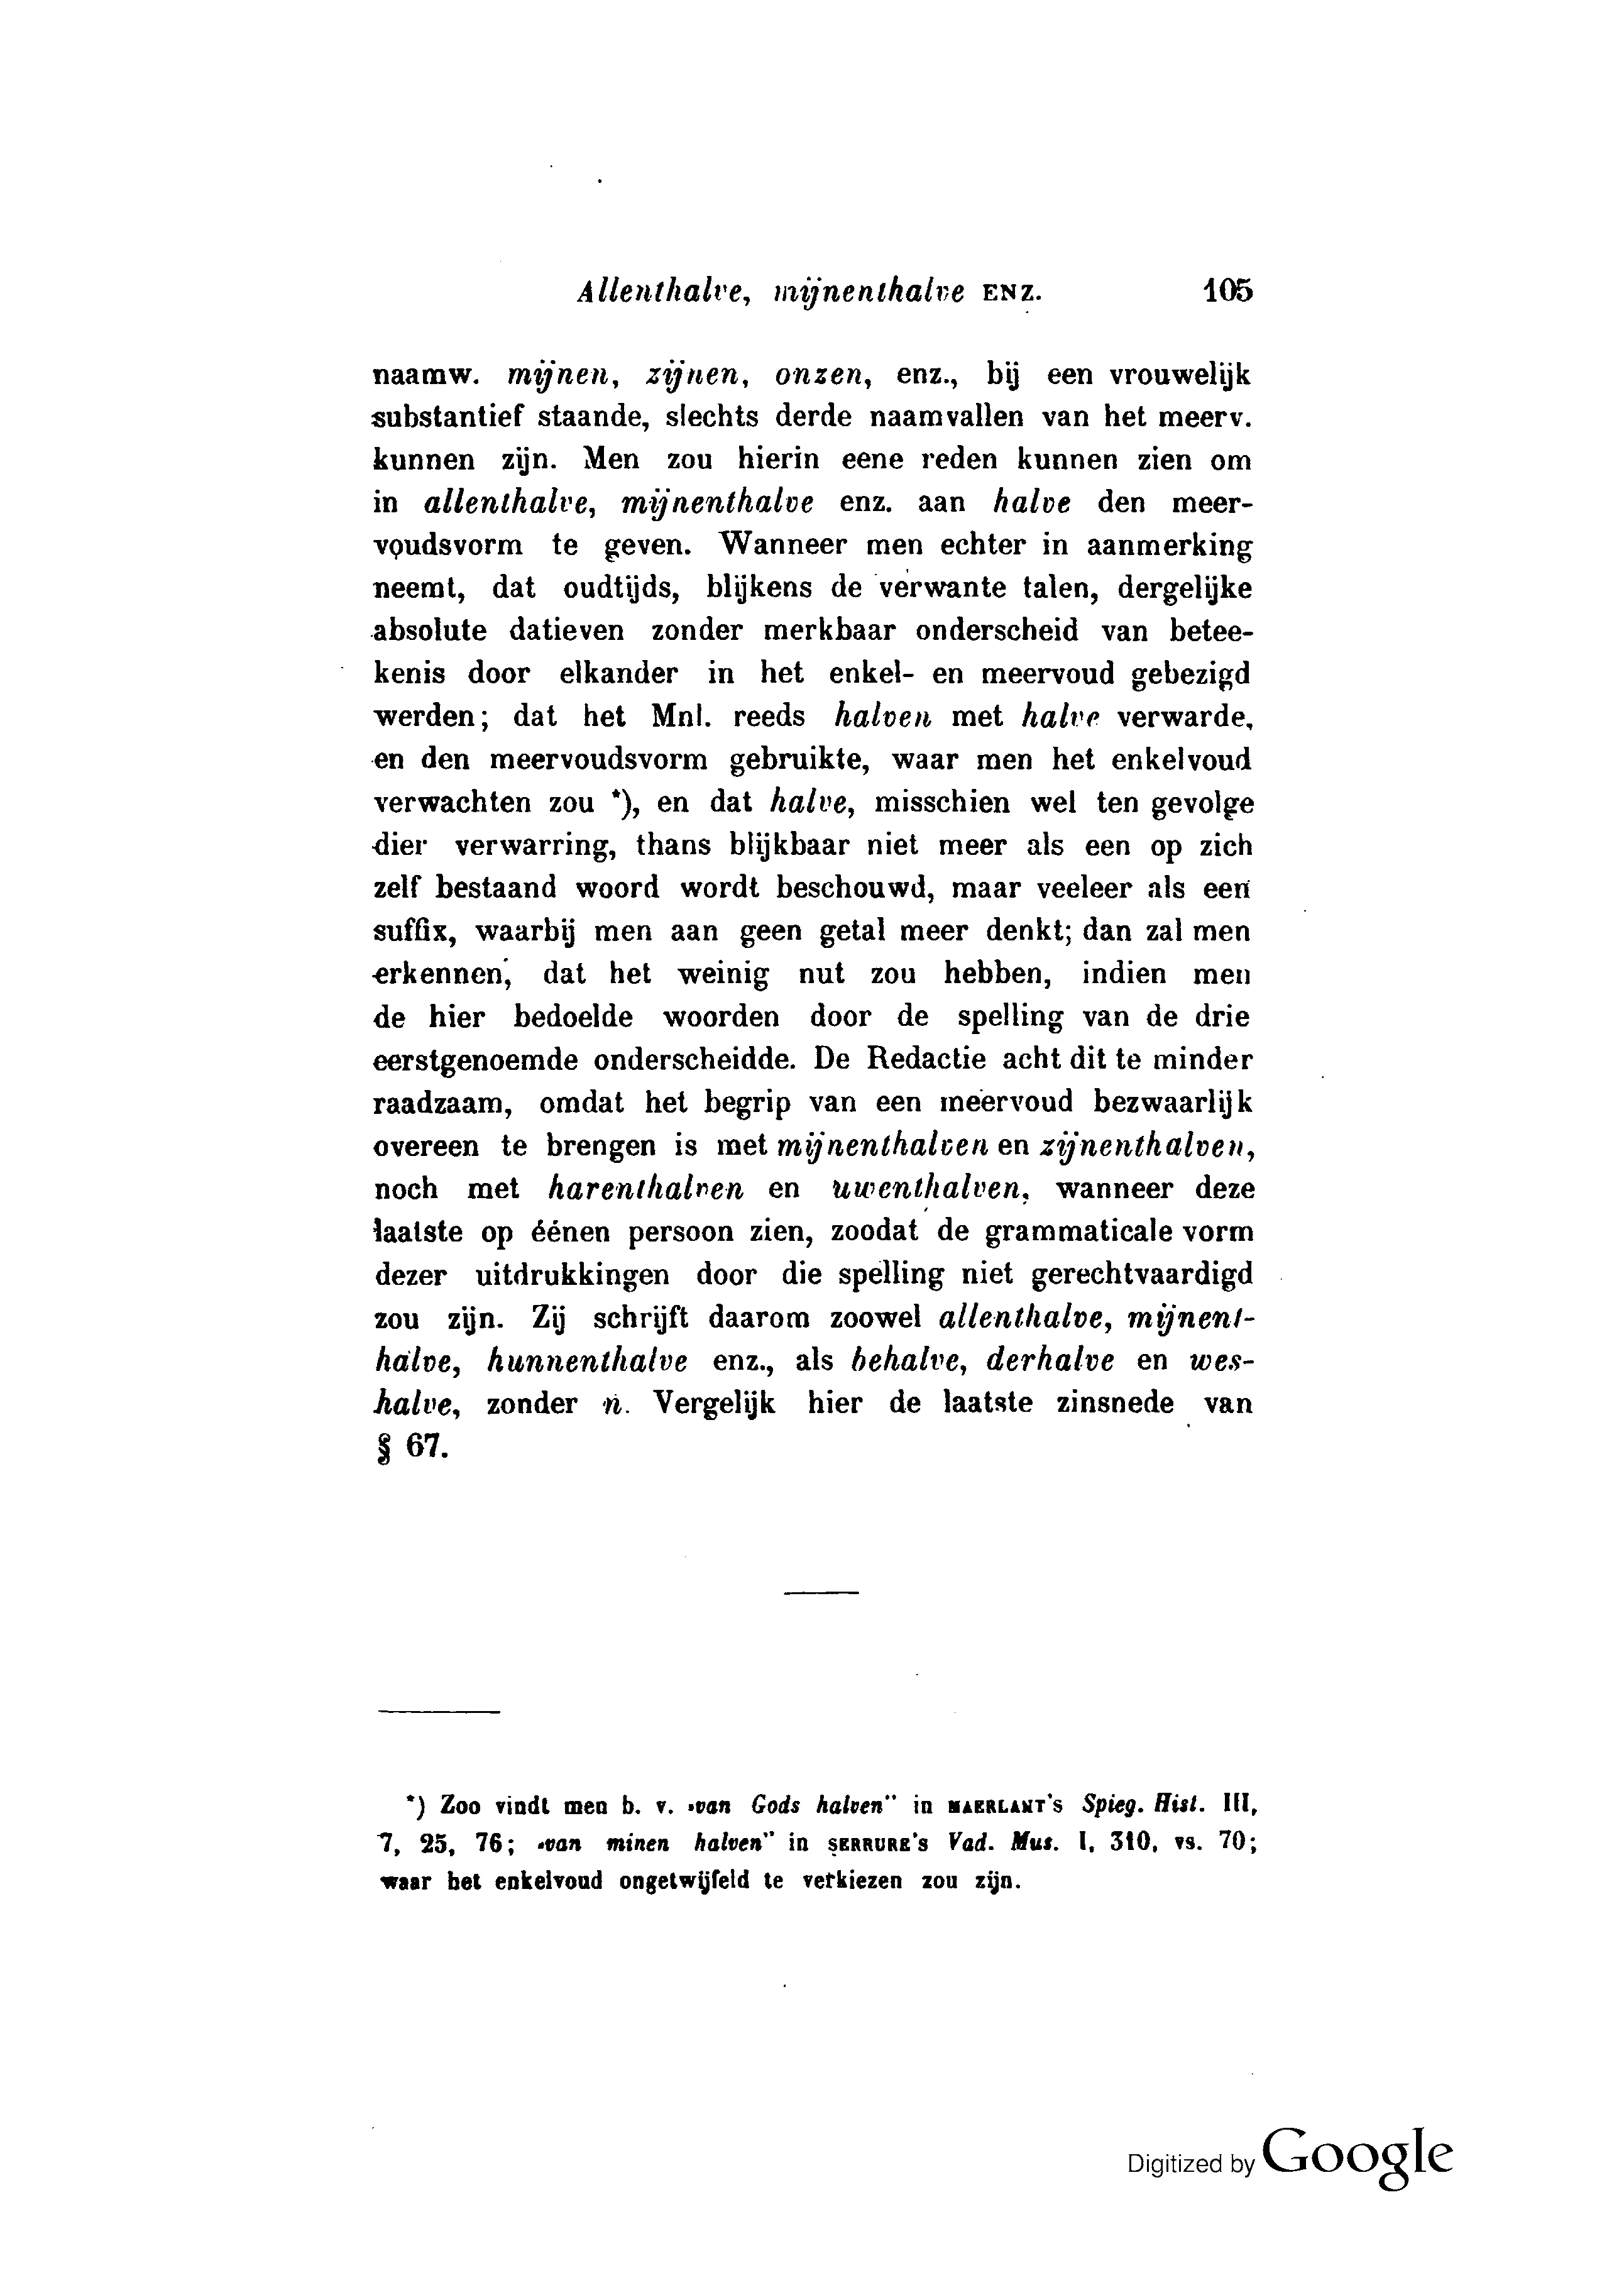 Allenthalve, mijnenthalve ENZ. 105
naamw. mijnen, zijnen, onzen, enz., bij een vrouwelijk
substantief staande, slechts derde naamvallen van het meerv.
kunnen zijn. Men zou hierin eene reden kunnen zien om
in allenthalve, mijnenthalve enz. aan halve den meer-
voudsvorm te geven. Wanneer men echter in aanmerking
neemt, dat oudtijds, blijkens de verwante talen, dergelijke
absolute datieven zonder merkbaar onderscheid van betee-
kenis door elkander in het enkel- en meervoud gebezigd
werden; dat het Mnl. reeds halven met halve verwarde,
en den meervoudsvorm gebruikte, waar men het enkelvoud
verwachten zou *), en dat halve, misschien wel ten gevolge
dier verwarring, thans blijkbaar niet meer als een op zich
zelf bestaand woord wordt beschouwd, maar veeleer als een
suffix, waarbij men aan geen getal meer denkt; dan zal men
erkennen, dat het weinig nut zou hebben, indien men
de hier bedoelde woorden door de spelling van de drie
eerstgenoemde onderscheidde. De Redactie acht dit te minder
raadzaam, omdat het begrip van een meervoud bezwaarlijk
overeen te brengen is met mijnenthalven en zijnenthalven,
noch met harenthalven en uwenthalven, wanneer deze
laatste op éénen persoon zien, zoodat de grammaticale vorm
dezer uitdrukkingen door die spelling niet gerechtvaardigd
zou zijn. Zij schrijft daarom zoowel allenthalve, mijnent-
halve, hunnenthalve enz., als behalve, derhalve en wes-
halve, zonder n. Vergelijk hier de laatste zinsnede van
§ 67.
*) Zoo vindt men b. v. »van Gods halven" in MAERLANT'S Spieg. Hist. III,
7, 25, 76; »van minen halven" in SERRURE'S Vad. Mus. I, 310, vs. 70;
waar het enkelvoud ongetwijfeld te verkiezen zou zijn.
Digitized by Google